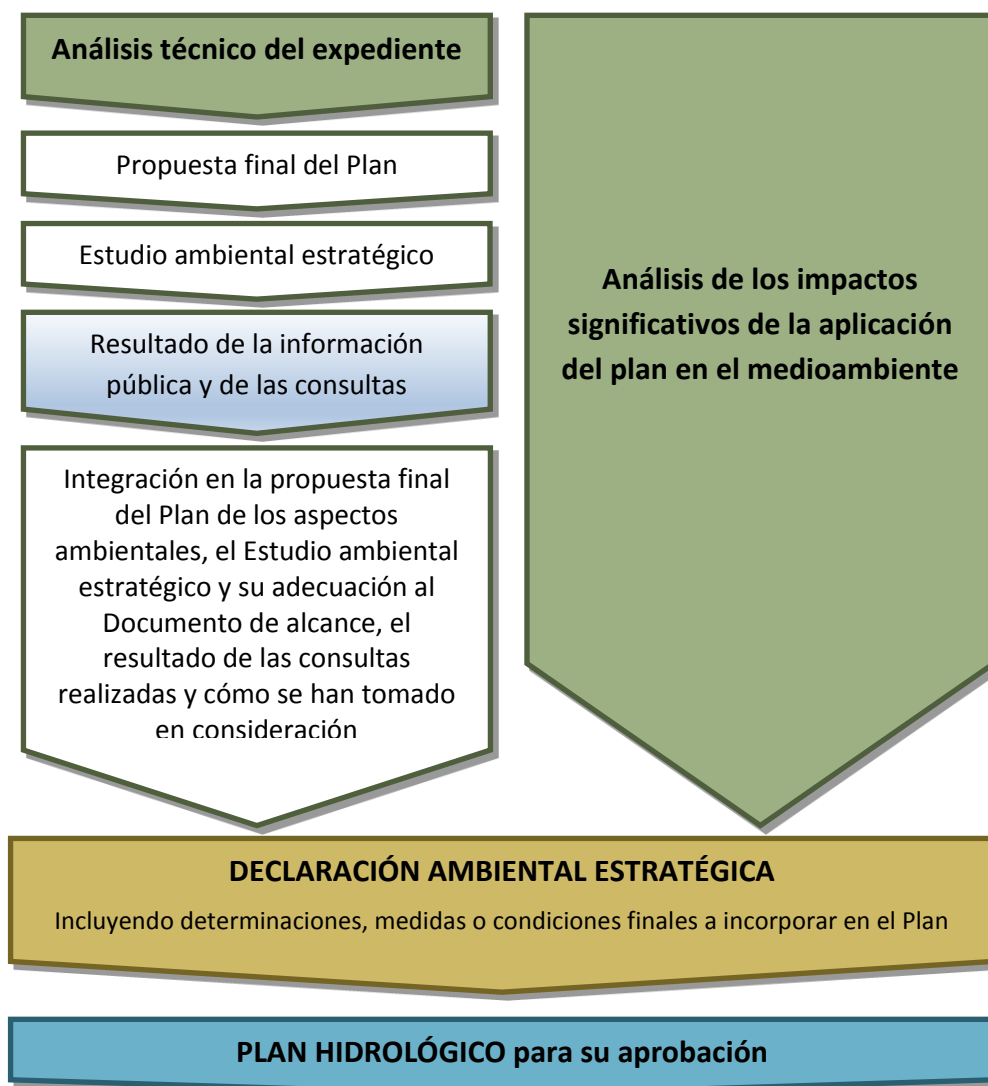 Análisis técnico del expediente
Propuesta final del Plan
Estudio ambiental estratégico
Resultado de la información
pública y de las consultas
Integración en la propuesta final
del Plan de los aspectos
ambientales, el Estudio ambiental
estratégico y su adecuación al
Documento de alcance, el
resultado de las consultas
realizadas y cómo se han tomado
en consideración
Análisis de los impactos
significativos de la aplicación
del plan en el medioambiente
DECLARACIÓN AMBIENTAL ESTRATÉGICA
Incluyendo determinaciones, medidas o condiciones finales a incorporar en el Plan
PLAN HIDROLÓGICO para su aprobación